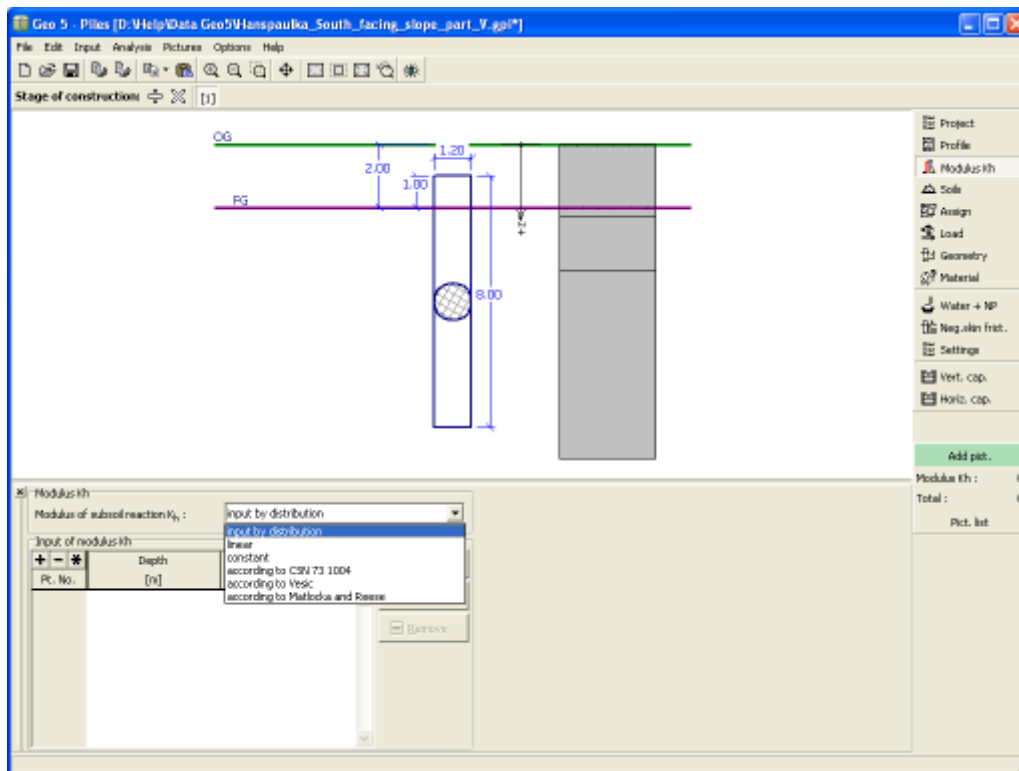 Geo 5 - Piles [D:\Help\Data Geo5\Hanspaulka_South_facing_slope_part_V.gpl*]
File Edit Input Analysis Pictures Options Help
Stage of construction: [1]
OG
1.20
2.00
1.00
FG
+z
8.00
Project
Profile
Modulus Kh
Soils
Assign
Load
Geometry
Material
Water + NP
Neg.skin frict.
Settings
Vert. cap.
Horiz. cap.
Add pict.
Modulus Kh :
Total :
Pict. list
Modulus Kh
Modulus of subsoil reaction Kh : input by distribution
input by distribution
linear
constant
according to CSN 73 1004
according to Vesic
according to Matlocka and Reese
Input of modulus Kh
Depth
Pt. No. [m]
Remove